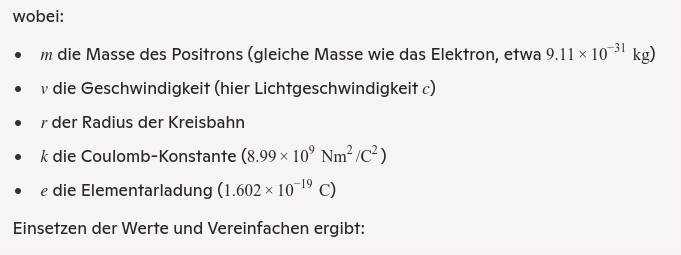 wobei:
• m die Masse des Positrons (gleiche Masse wie das Elektron, etwa 9.11 × 10⁻³¹ kg)
• v die Geschwindigkeit (hier Lichtgeschwindigkeit c)
• r der Radius der Kreisbahn
• k die Coulomb-Konstante (8.99 × 10⁹ Nm²/C²)
• e die Elementarladung (1.602 × 10⁻¹⁹ C)
Einsetzen der Werte und Vereinfachen ergibt: